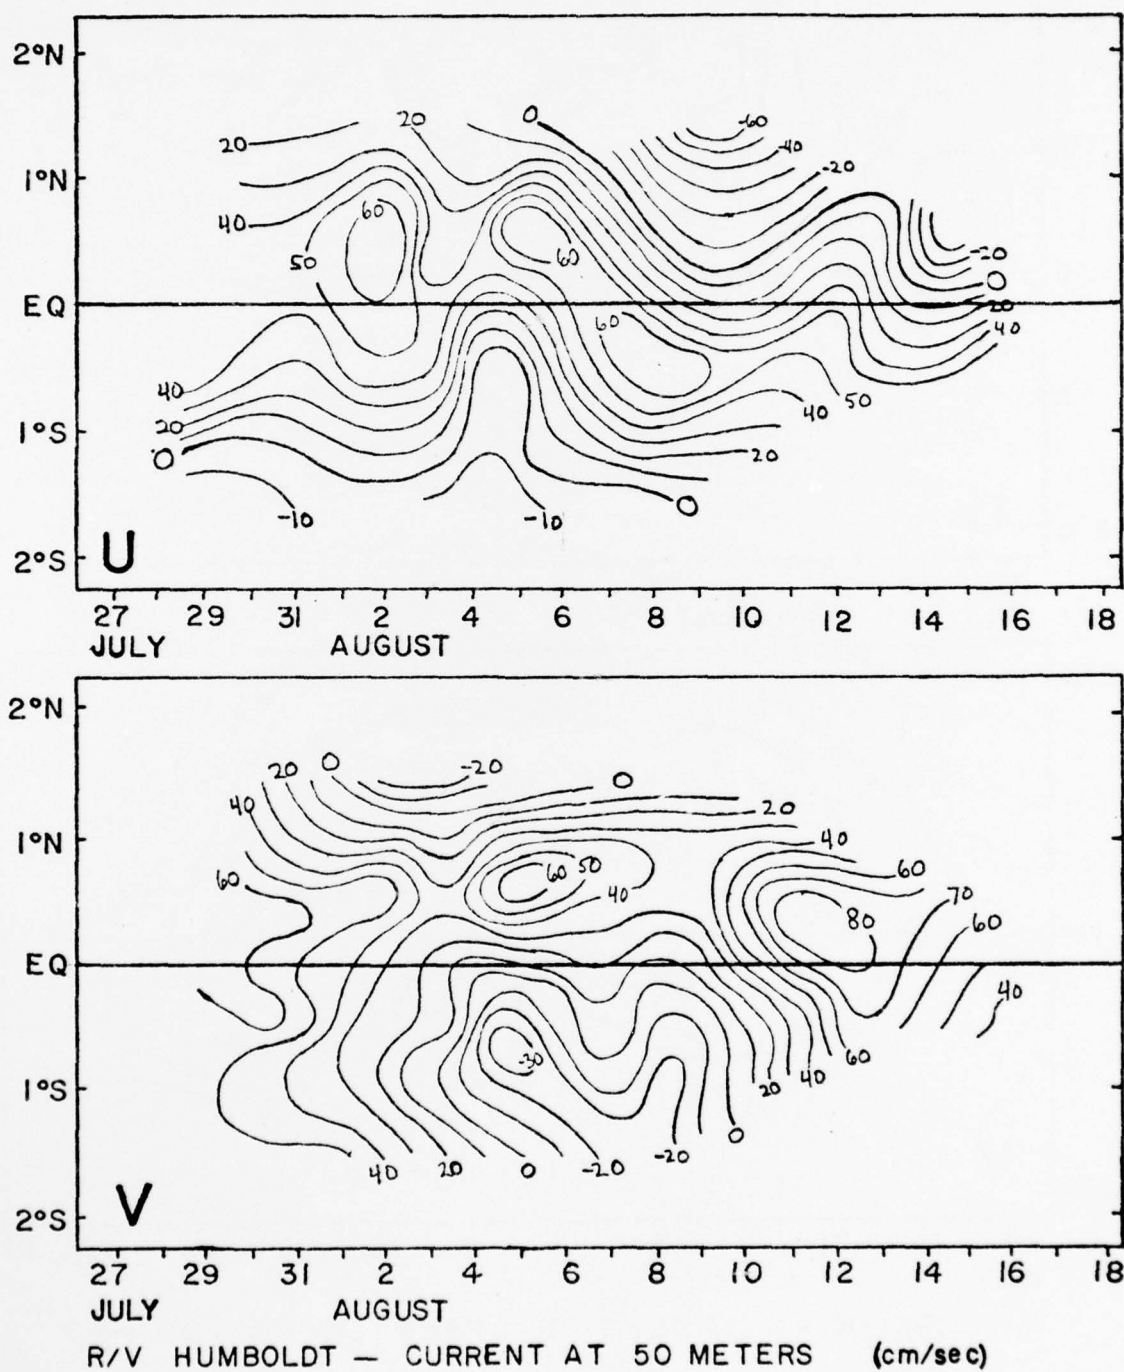 2°N
20
20
0
-60
-40
-20
1°N
40
60
50
60
-20
0
EQ
20
60
40
40
50
40
20
1°S
20
0
-10
-10
0
2°S
U
27 29 31 2 4 6 8 10 12 14 16 18
JULY AUGUST
2°N
0
-20
0
20
40
20
1°N
40
60
60
50
60
40
70
80
60
EQ
40
-30
60
1°S
20
40
0
40
20
0
-20
-20
2°S
V
27 29 31 2 4 6 8 10 12 14 16 18
JULY AUGUST
R/V HUMBOLDT — CURRENT AT 50 METERS (cm/sec)